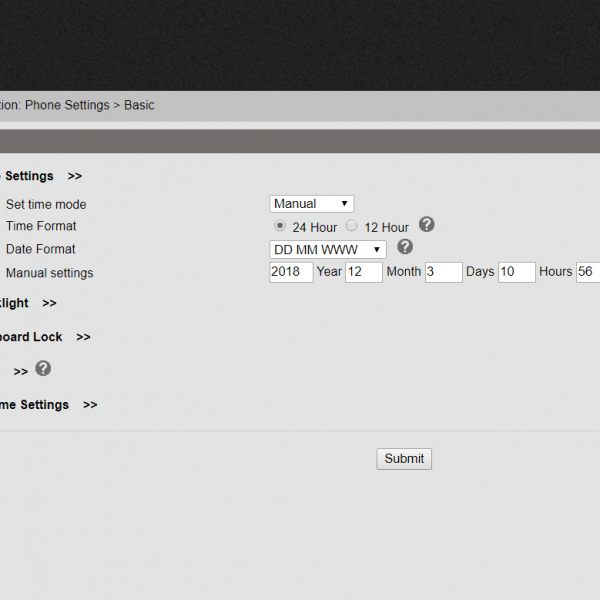 tion: Phone Settings > Basic
Settings >>
Set time mode Manual
Time Format 24 Hour 12 Hour ?
Date Format DD MM WWW ?
Manual settings 2018 Year 12 Month 3 Days 10 Hours 56
light >>
board Lock >>
>> ?
me Settings >>
Submit